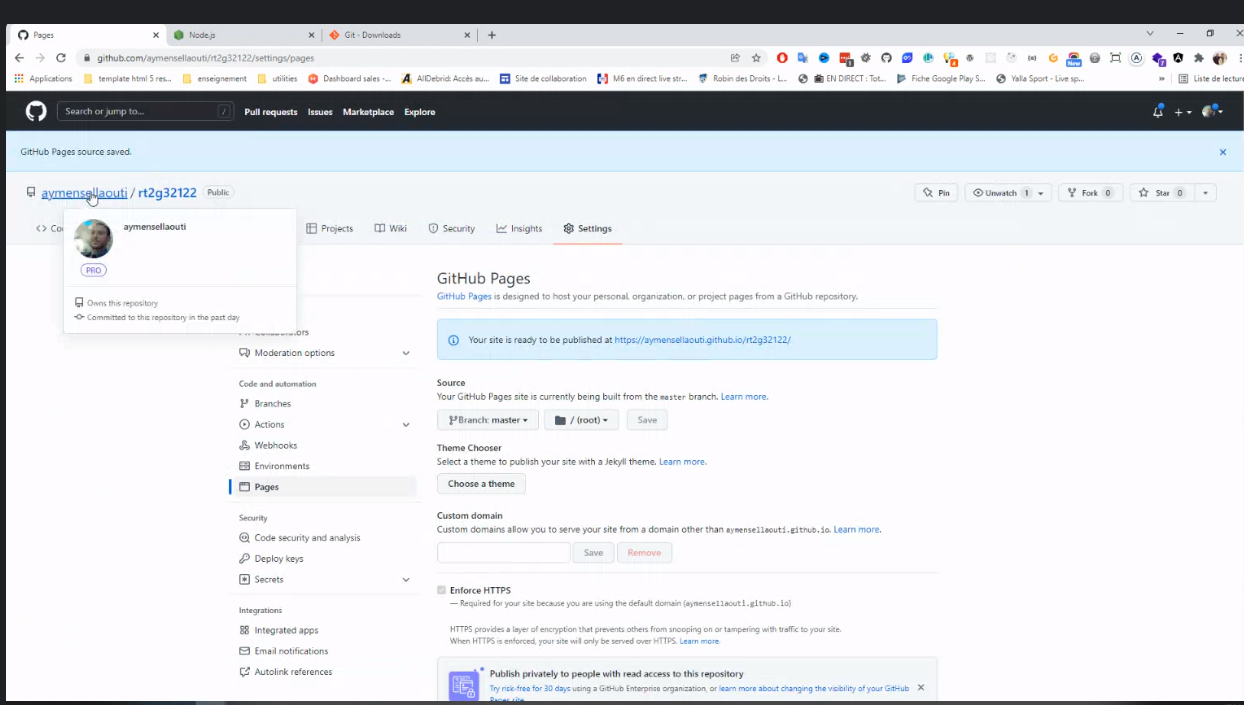 Pages
Node.js
Git - Downloads
github.com/aymensellaouti/rt2g32122/settings/pages
Applications
template html 5 res...
enseignement
utilities
Dashboard sales -...
AllDebrid: Accès au...
Site de collaboration
M6 en direct live str...
Robin des Droits - L...
EN DIRECT : Tot...
Fiche Google Play S...
Yalla Sport - Live sp...
»
Liste de lecture
Search or jump to...
/
Pull requests
Issues
Marketplace
Explore
GitHub Pages source saved.
aymensellaouti / rt2g32122
Public
Pin
Unwatch 1
Fork 0
Star 0
Projects
Wiki
Security
Insights
Settings
aymensellaouti
PRO
Owns this repository
Committed to this repository in the past day
Moderation options
Code and automation
Branches
Actions
Webhooks
Environments
Pages
Security
Code security and analysis
Deploy keys
Secrets
Integrations
Integrated apps
Email notifications
Autolink references
GitHub Pages
GitHub Pages is designed to host your personal, organization, or project pages from a GitHub repository.
Your site is ready to be published at https://aymensellaouti.github.io/rt2g32122/
Source
Your GitHub Pages site is currently being built from the master branch. Learn more.
Branch: master
/ (root)
Save
Theme Chooser
Select a theme to publish your site with a Jekyll theme. Learn more.
Choose a theme
Custom domain
Custom domains allow you to serve your site from a domain other than aymensellaouti.github.io. Learn more.
Save
Remove
Enforce HTTPS
— Required for your site because you are using the default domain (aymensellaouti.github.io)
HTTPS provides a layer of encryption that prevents others from snooping on or tampering with traffic to your site.
When HTTPS is enforced, your site will only be served over HTTPS. Learn more.
Publish privately to people with read access to this repository
Try risk-free for 30 days using a GitHub Enterprise organization, or learn more about changing the visibility of your GitHub
Pages site